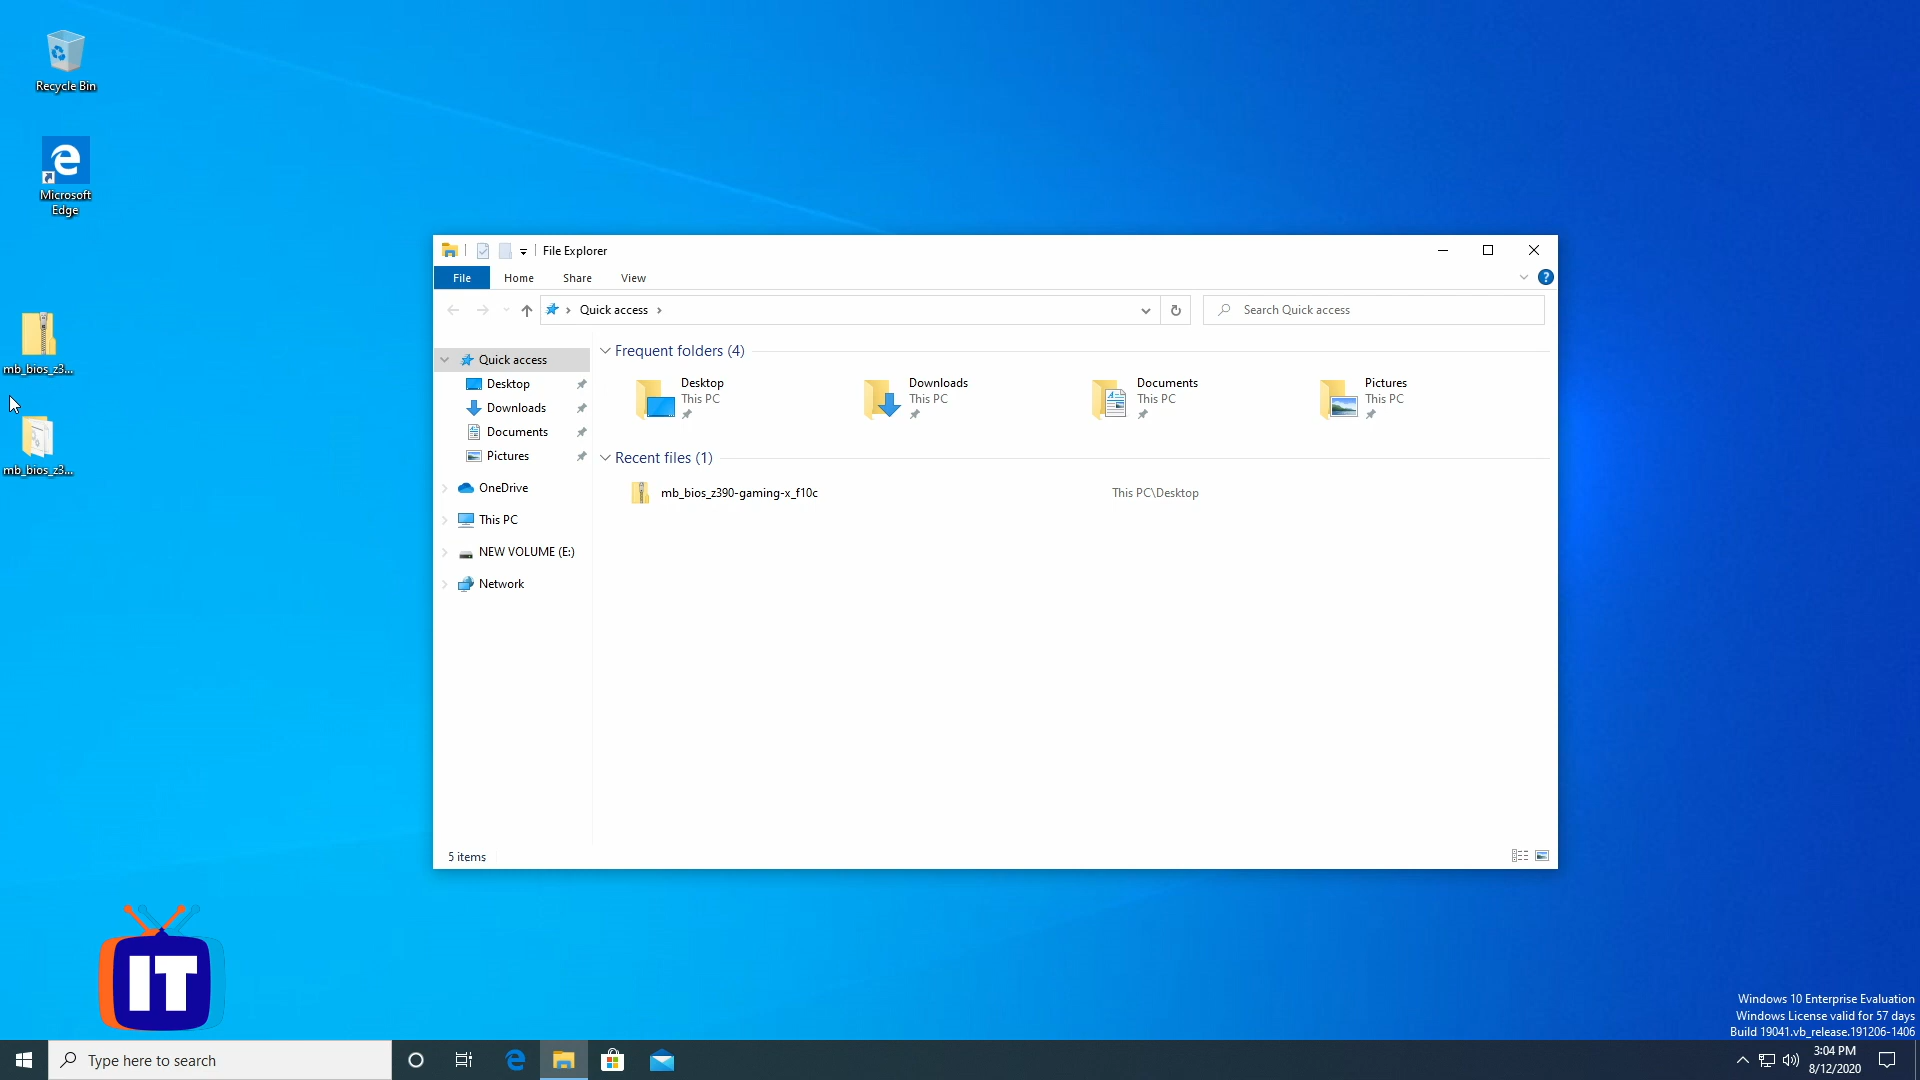 Recycle Bin
Microsoft
Edge
mb_bios_z3...
mb_bios_z3...
File Explorer
File Home Share View
?
Quick access
Search Quick access
Quick access
Desktop
Downloads
Documents
Pictures
OneDrive
This PC
NEW VOLUME (E:)
Network
Frequent folders (4)
Desktop
This PC
Downloads
This PC
Documents
This PC
Pictures
This PC
Recent files (1)
mb_bios_z390-gaming-x_f10c This PC\Desktop
5 items
IT
Windows 10 Enterprise Evaluation
Windows License valid for 57 days
Build 19041.vb_release.191206-1406
Type here to search
3:04 PM
8/12/2020